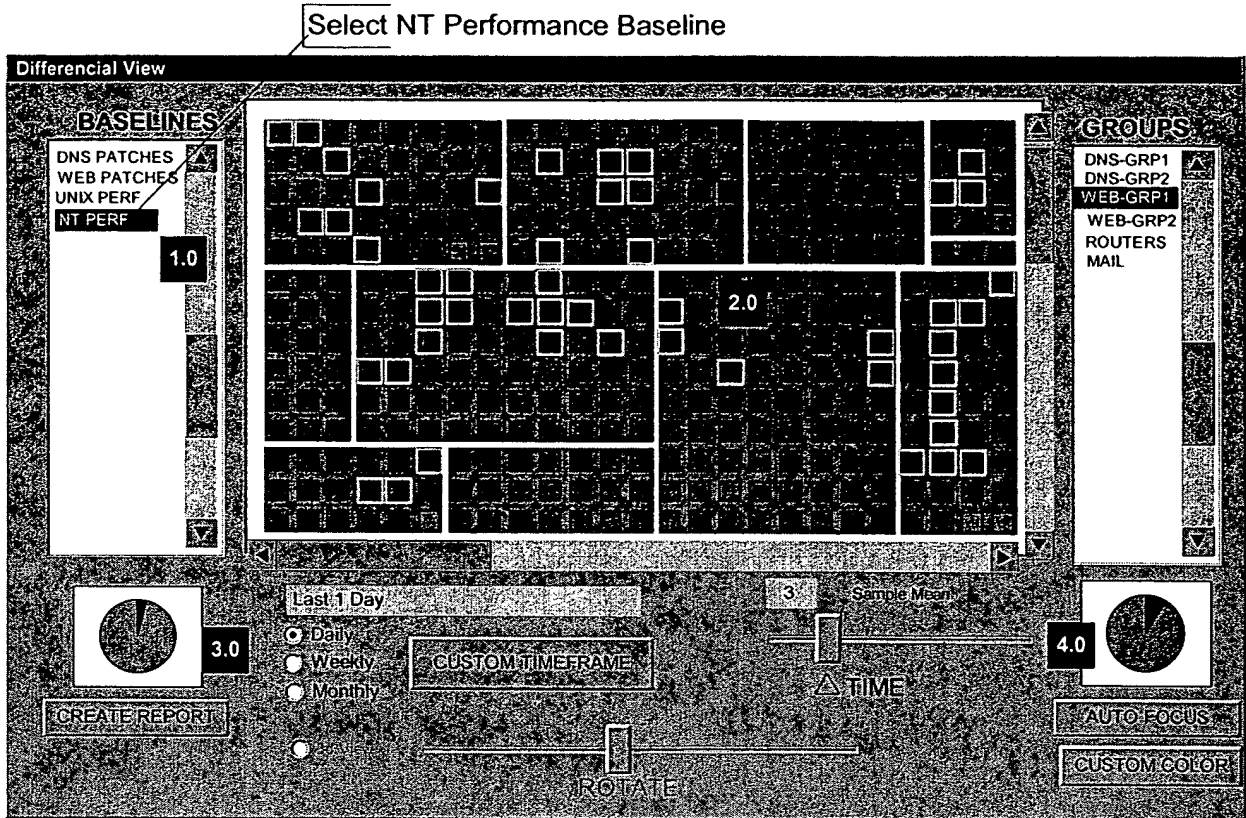 Select NT Performance Baseline
Differencial View
BASELINES
DNS PATCHES
WEB PATCHES
UNIX PERF
NT PERF
1.0
2.0
GROUPS
DNS-GRP1
DNS-GRP2
WEB-GRP1
WEB-GRP2
ROUTERS
MAIL
3.0
CREATE REPORT
Last 1 Day
Daily
Weekly
Monthly
CUSTOM TIMEFRAME
3 Sample Mean
△ TIME
ROTATE
4.0
AUTO FOCUS
CUSTOM COLOR